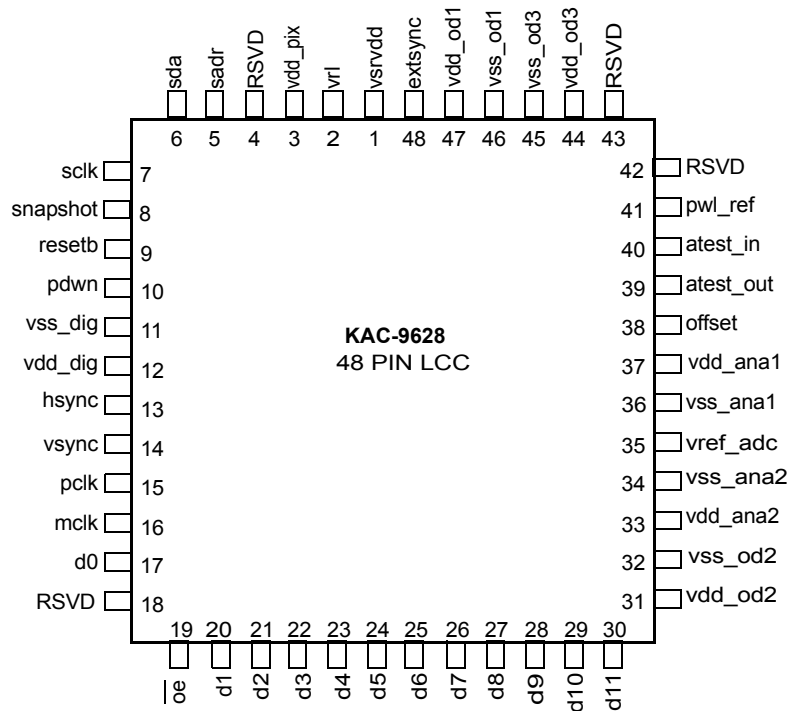 sda sadr RSVD vdd_pix vrl vsrvdd extsync vdd_od1 vss_od1 vss_od3 vdd_od3 RSVD
6 5 4 3 2 1 48 47 46 45 44 43
sclk 7
snapshot 8
resetb 9
pdwn 10
vss_dig 11
vdd_dig 12
hsync 13
vsync 14
pclk 15
mclk 16
d0 17
RSVD 18
KAC-9628
48 PIN LCC
42 RSVD
41 pwl_ref
40 atest_in
39 atest_out
38 offset
37 vdd_ana1
36 vss_ana1
35 vref_adc
34 vss_ana2
33 vdd_ana2
32 vss_od2
31 vdd_od2
19 20 21 22 23 24 25 26 27 28 29 30
oe d1 d2 d3 d4 d5 d6 d7 d8 d9 d10 d11